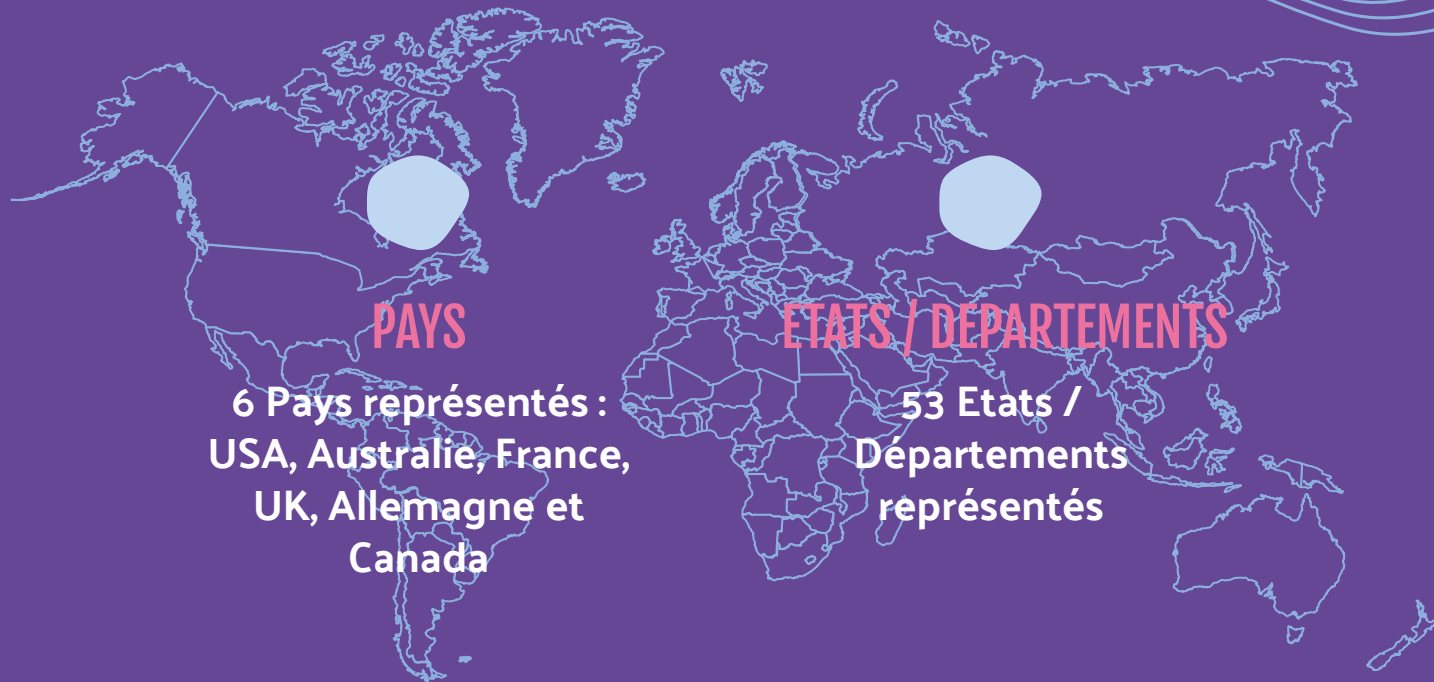 PAYS
6 Pays représentés :
USA, Australie, France,
UK, Allemagne et
Canada
ETATS / DEPARTEMENTS
53 Etats /
Départements
représentés